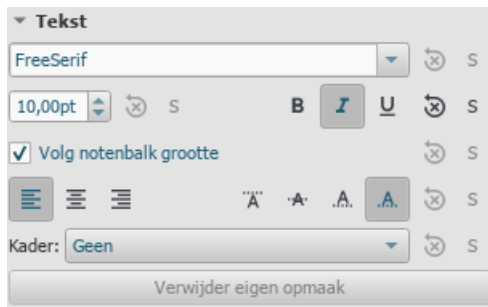 Tekst
FreeSerif S
10,00pt S B I U S
Volg notenbalk grootte S
A A A A S
Kader: Geen S
Verwijder eigen opmaak